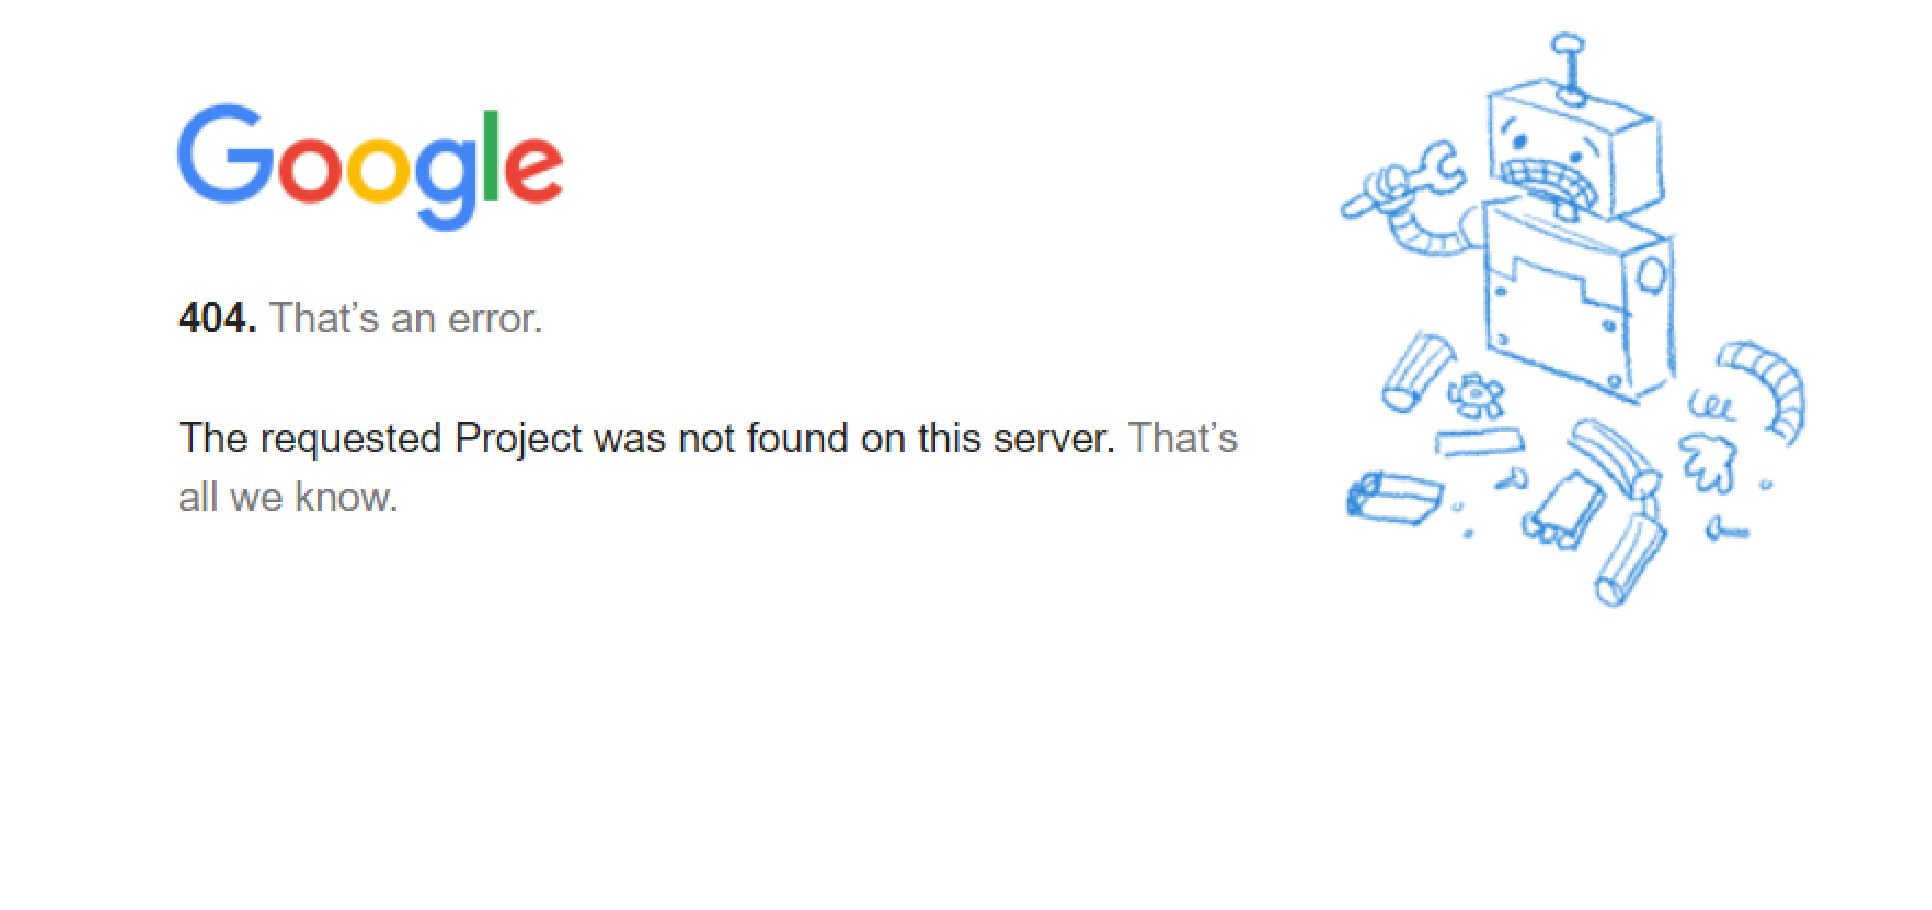 Google
404. That’s an error.
The requested Project was not found on this server. That’s
all we know.